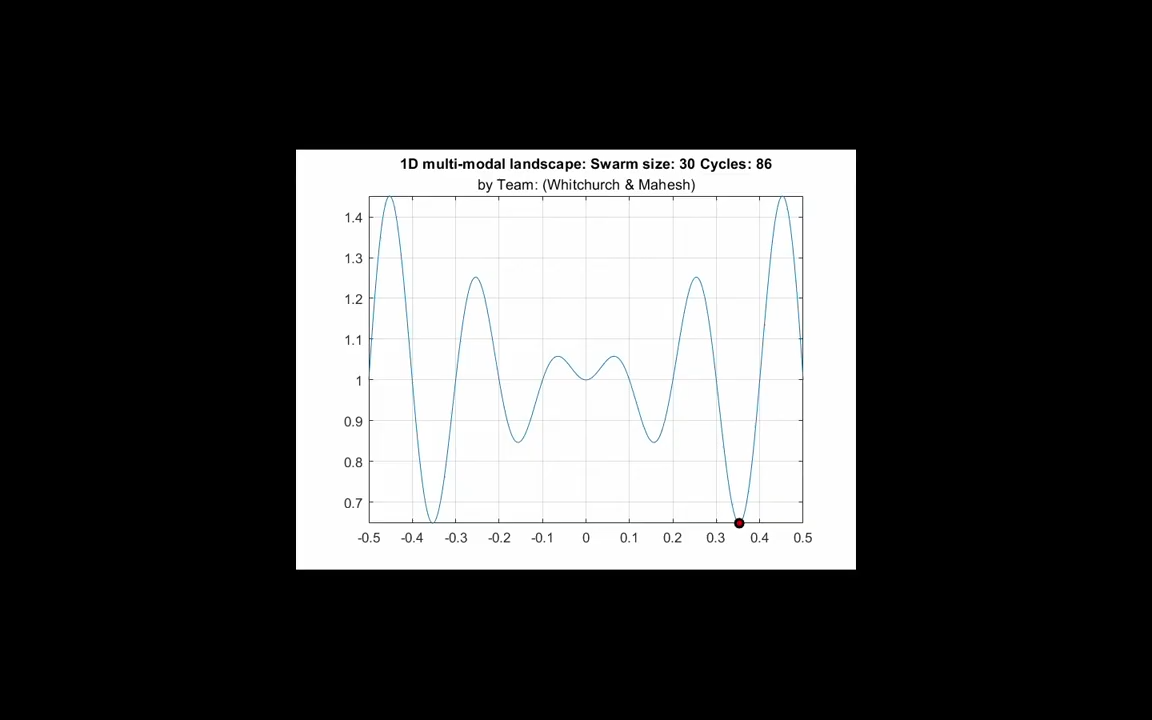 1D multi-modal landscape: Swarm size: 30 Cycles: 86
by Team: (Whitchurch & Mahesh)
1.4
1.3
1.2
1.1
1
0.9
0.8
0.7
-0.5 -0.4 -0.3 -0.2 -0.1 0 0.1 0.2 0.3 0.4 0.5